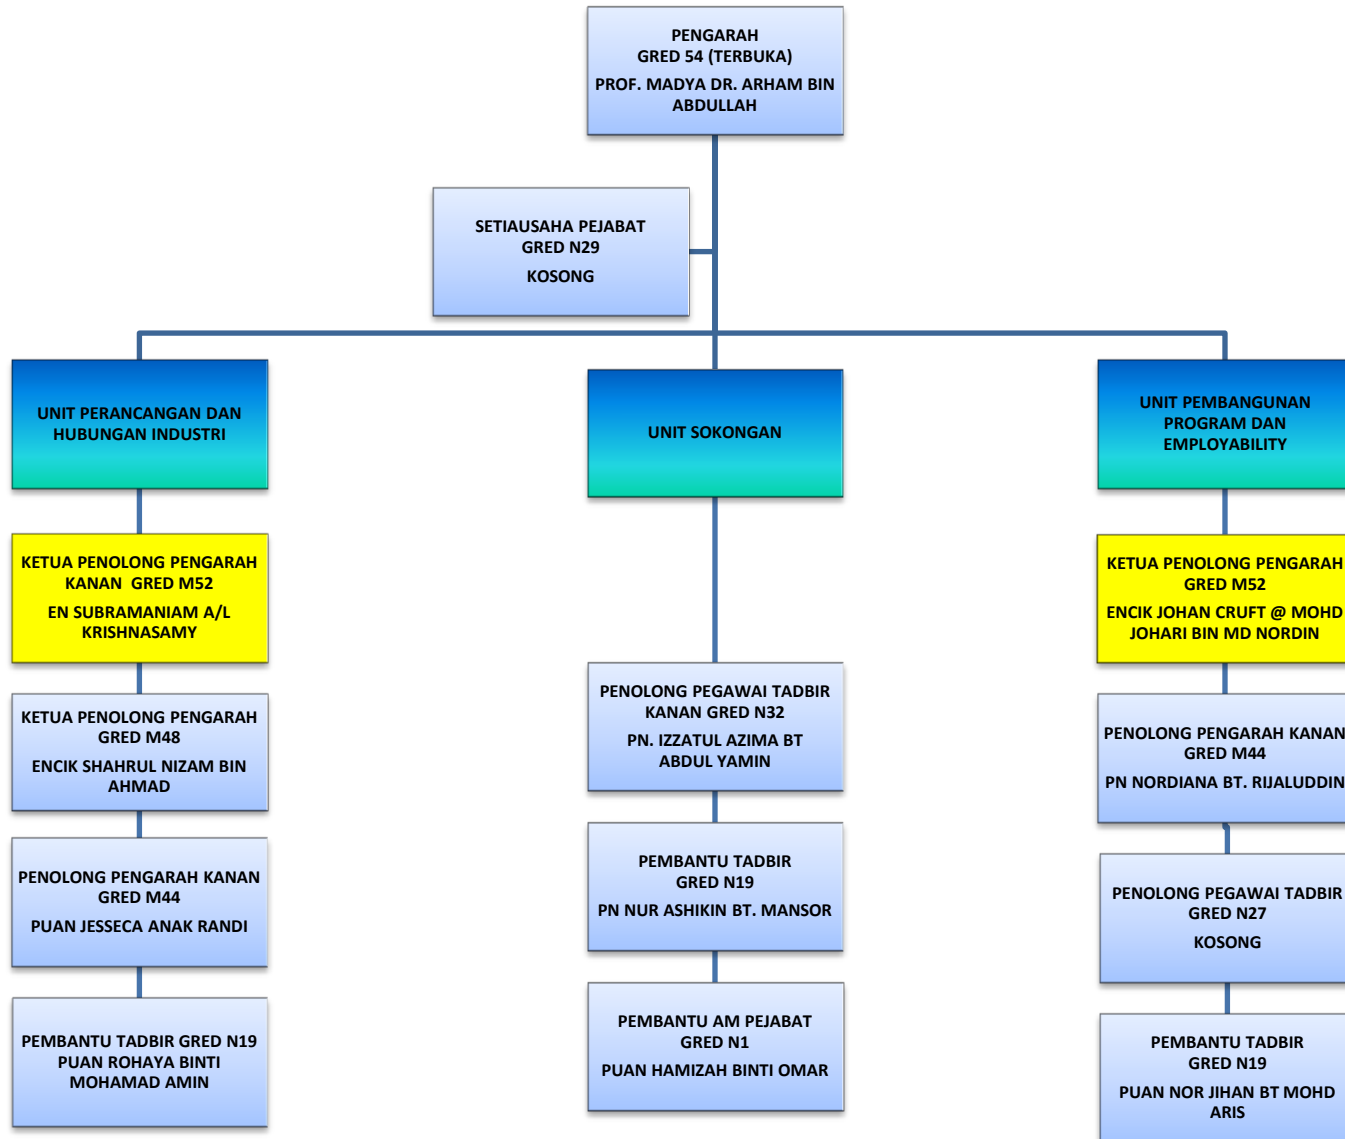 PENGARAH
GRED 54 (TERBUKA)
PROF. MADYA DR. ARHAM BIN
ABDULLAH
SETIAUSAHA PEJABAT
GRED N29
KOSONG
UNIT PERANCANGAN DAN
HUBUNGAN INDUSTRI
KETUA PENOLONG PENGARAH
KANAN  GRED M52
EN SUBRAMANIAM A/L
KRISHNASAMY
KETUA PENOLONG PENGARAH
GRED M48
ENCIK SHAHRUL NIZAM BIN
AHMAD
PENOLONG PENGARAH KANAN
GRED M44
PUAN JESSECA ANAK RANDI
PEMBANTU TADBIR GRED N19
PUAN ROHAYA BINTI
MOHAMAD AMIN
UNIT SOKONGAN
PENOLONG PEGAWAI TADBIR
KANAN GRED N32
PN. IZZATUL AZIMA BT
ABDUL YAMIN
PEMBANTU TADBIR
GRED N19
PN NUR ASHIKIN BT. MANSOR
PEMBANTU AM PEJABAT
GRED N1
PUAN HAMIZAH BINTI OMAR
UNIT PEMBANGUNAN
PROGRAM DAN
EMPLOYABILITY
KETUA PENOLONG PENGARAH
GRED M52
ENCIK JOHAN CRUFT @ MOHD
JOHARI BIN MD NORDIN
PENOLONG PENGARAH KANAN
GRED M44
PN NORDIANA BT. RIJALUDDIN
PENOLONG PEGAWAI TADBIR
GRED N27
KOSONG
PEMBANTU TADBIR
GRED N19
PUAN NOR JIHAN BT MOHD
ARIS